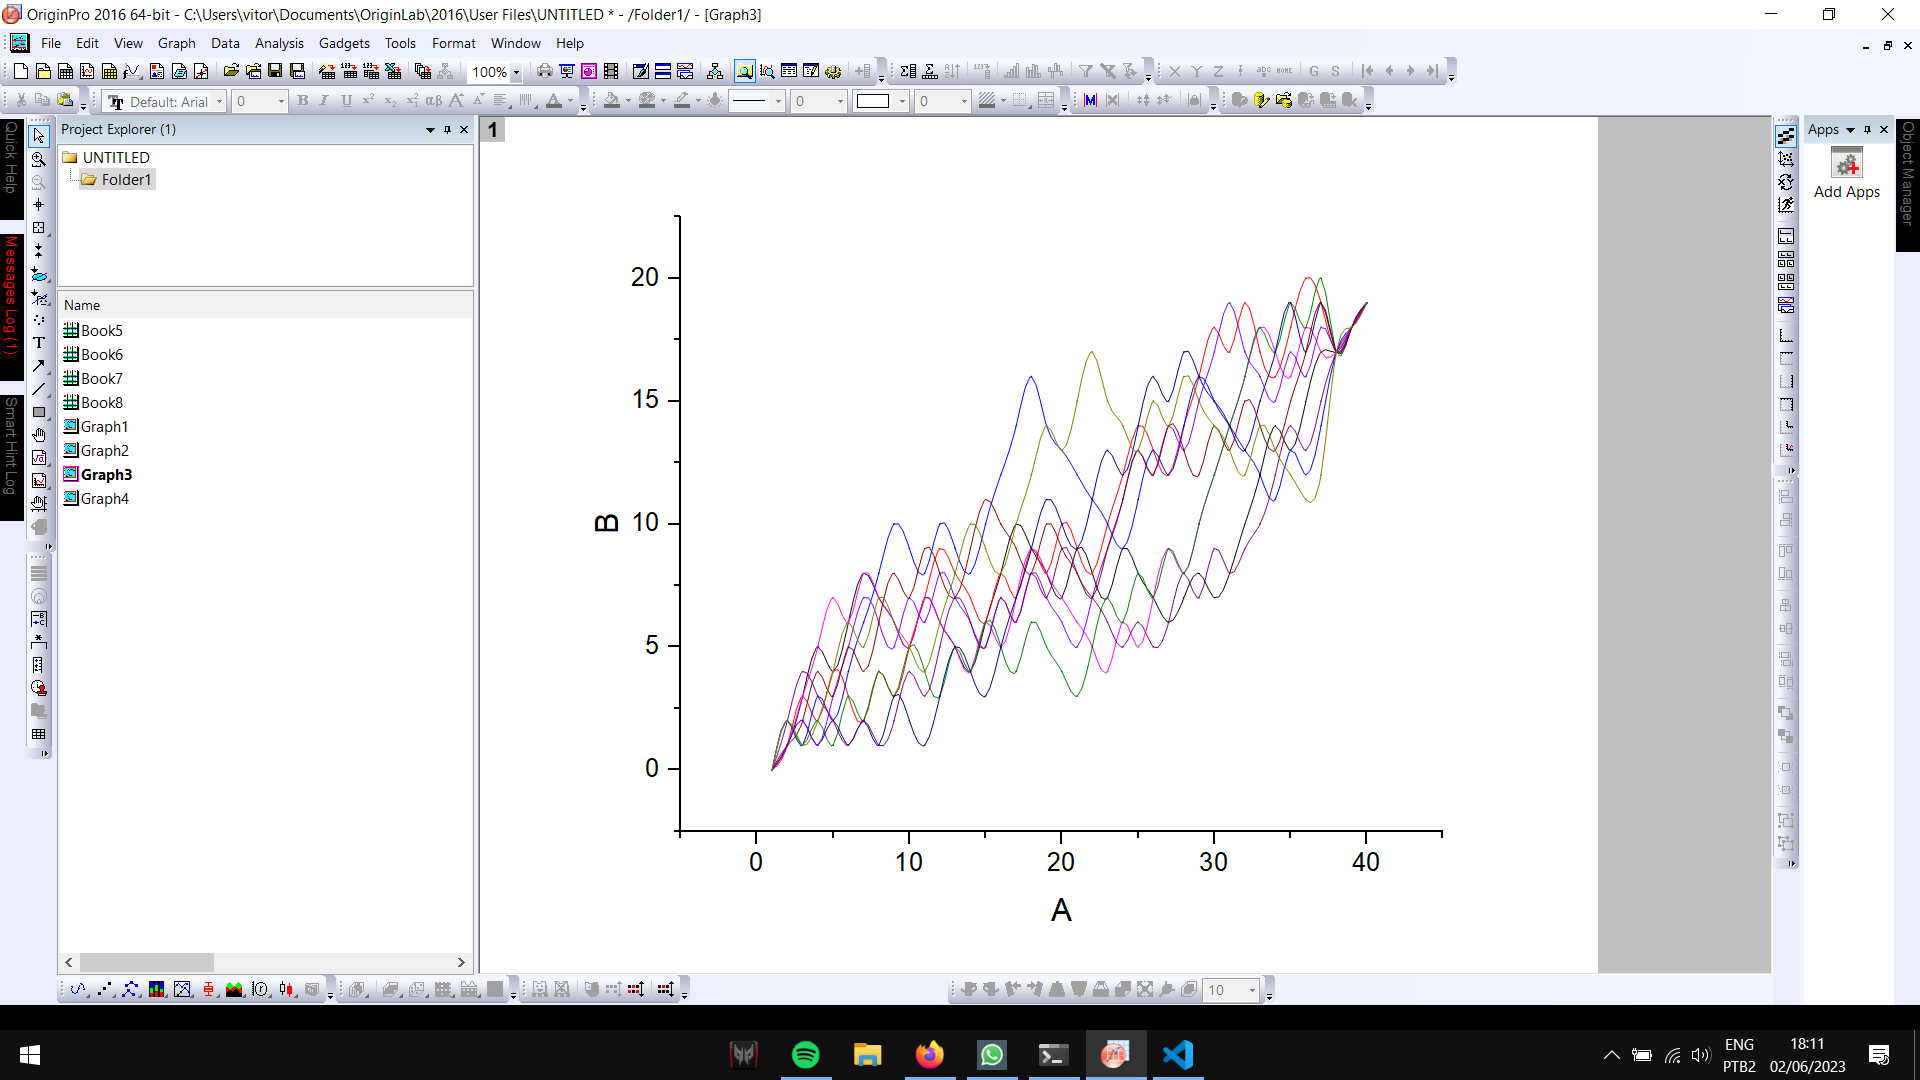 OriginPro 2016 64-bit - C:\Users\vitor\Documents\OriginLab\2016\User Files\UNTITLED * - /Folder1/ - [Graph3]
File Edit View Graph Data Analysis Gadgets Tools Format Window Help
100%
Default: Arial 0 B I U x² x₂ αβ A A A 0 0
Quick Help
Messages Log (1)
Smart Hint Log
Project Explorer (1)
UNTITLED
Folder1
Name
Book5
Book6
Book7
Book8
Graph1
Graph2
Graph3
Graph4
1
20
15
10
5
0
B
0 10 20 30 40
A
Apps
Add Apps
Object Manager
10
ENG
PTB2
18:11
02/06/2023